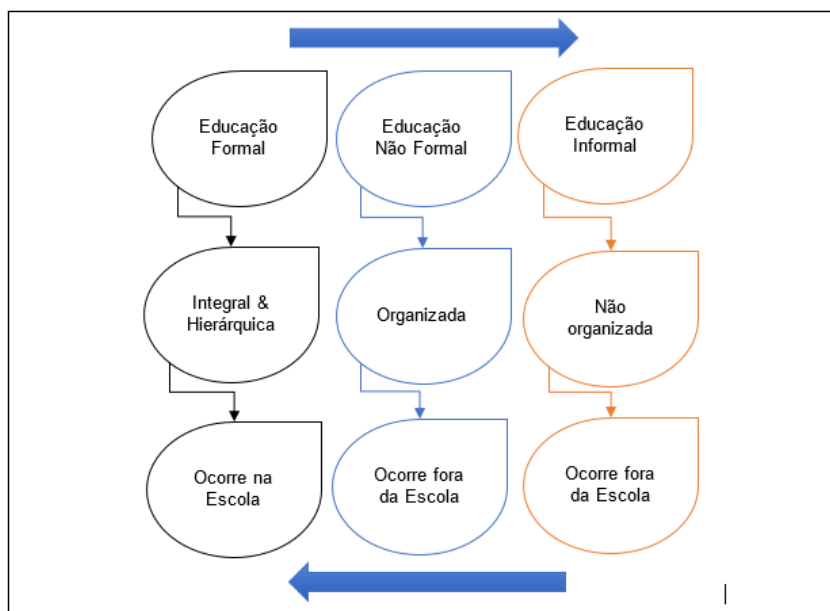 Educação
Formal
Educação
Não Formal
Educação
Informal
Integral &
Hierárquica
Organizada
Não
organizada
Ocorre na
Escola
Ocorre fora
da Escola
Ocorre fora
da Escola